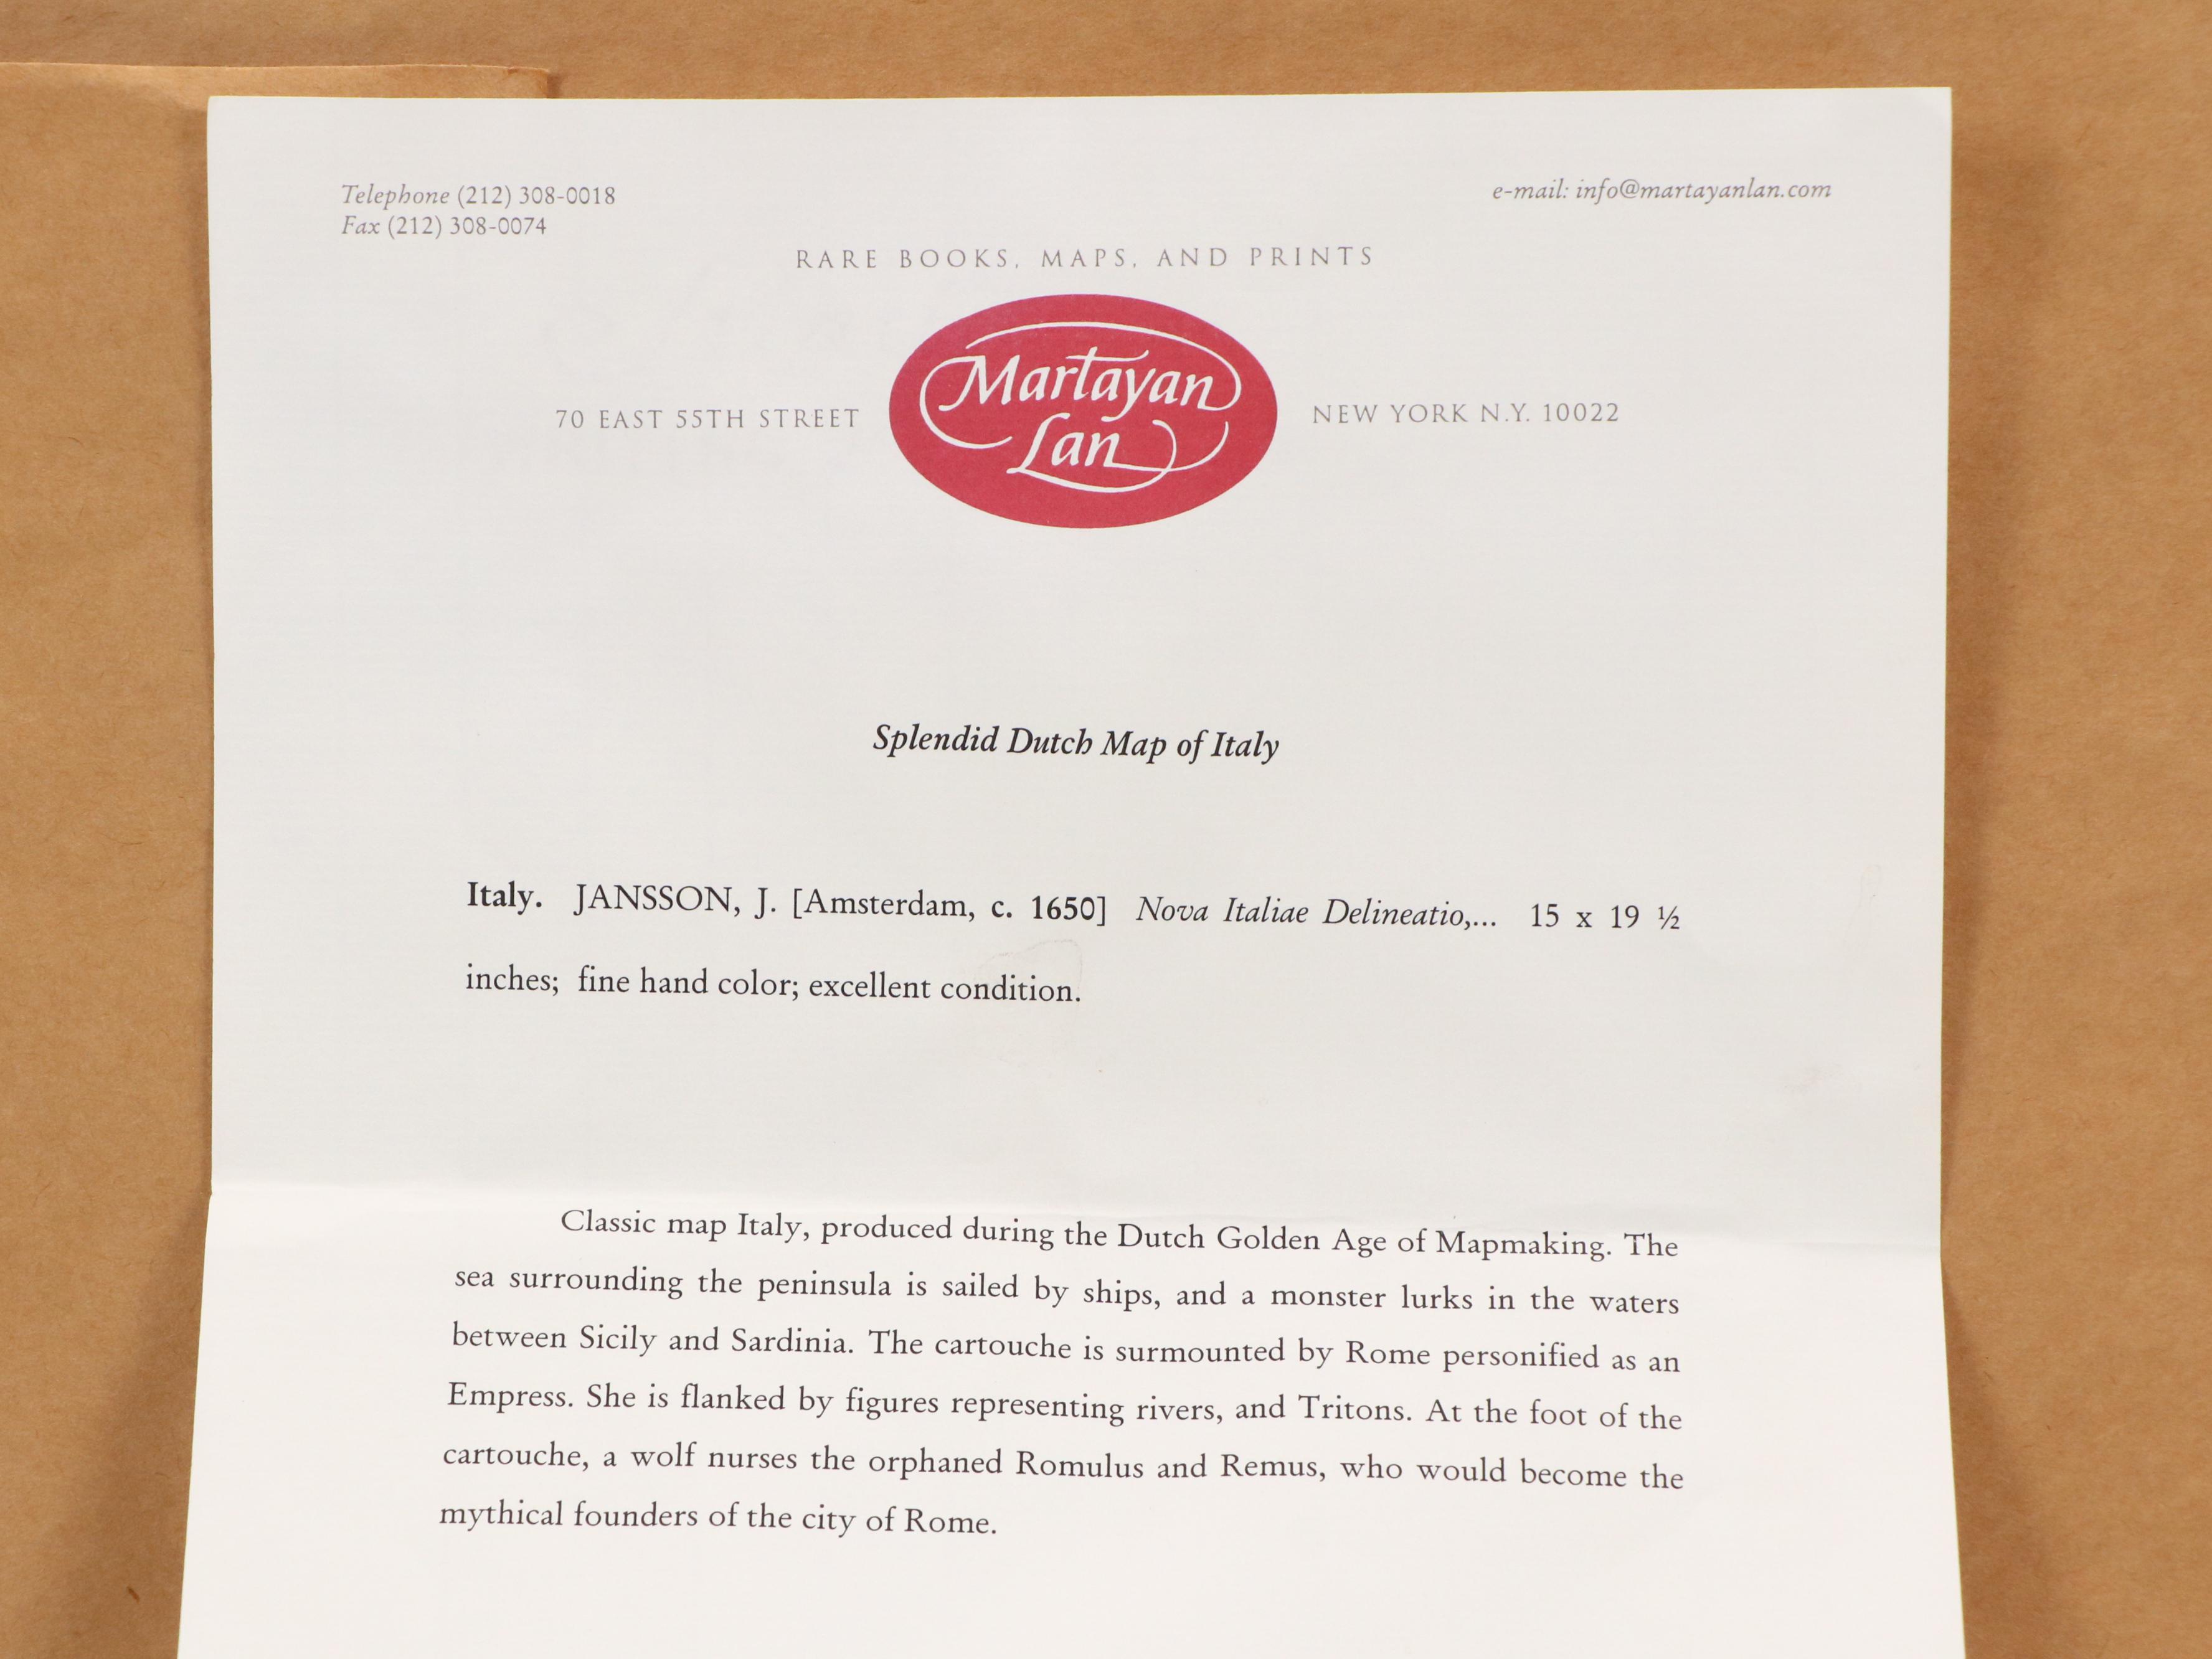 Telephone (212) 308-0018
Fax (212) 308-0074
e-mail: info@martayanlan.com
RARE BOOKS, MAPS, AND PRINTS
70 EAST 55TH STREET
Martayan
Lan
NEW YORK N.Y. 10022
Splendid Dutch Map of Italy
Italy. JANSSON, J. [Amsterdam, c. 1650] Nova Italiae Delineatio,... 15 x 19 ½
inches; fine hand color; excellent condition.
Classic map Italy, produced during the Dutch Golden Age of Mapmaking. The
sea surrounding the peninsula is sailed by ships, and a monster lurks in the waters
between Sicily and Sardinia. The cartouche is surmounted by Rome personified as an
Empress. She is flanked by figures representing rivers, and Tritons. At the foot of the
cartouche, a wolf nurses the orphaned Romulus and Remus, who would become the
mythical founders of the city of Rome.